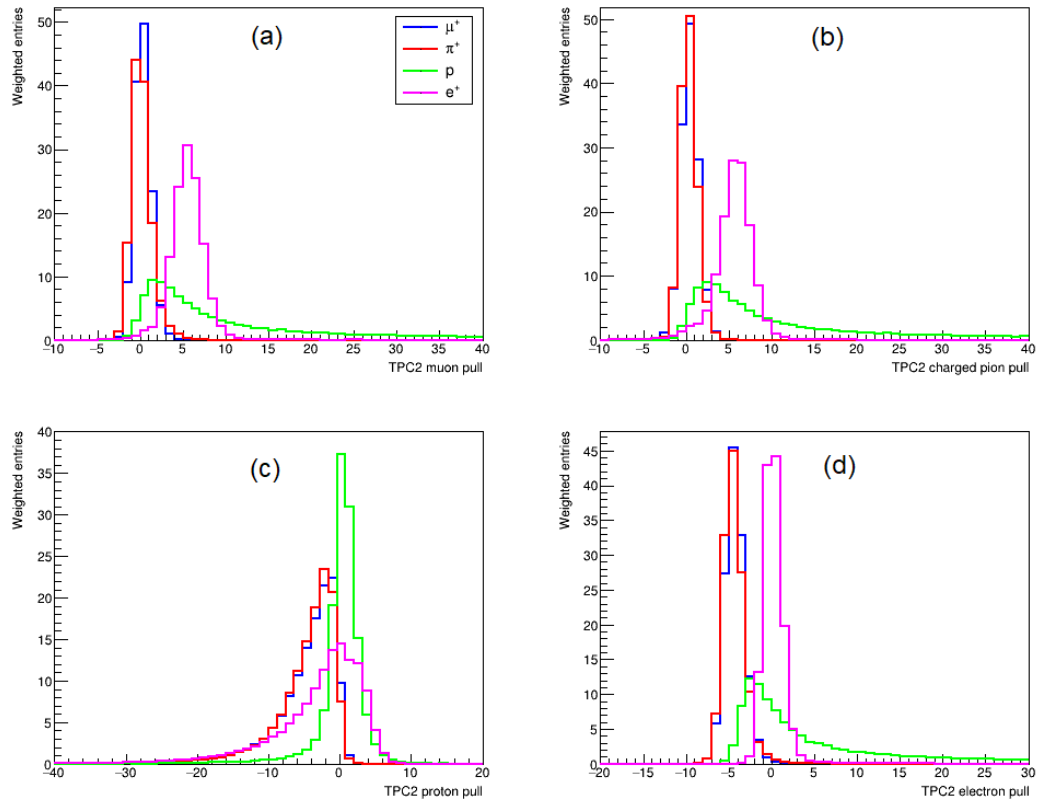 Weighted entries
50
40
30
20
10
0
(a)
μ⁺
π⁺
p
e⁺
−10 −5 0 5 10 15 20 25 30 35 40
TPC2 muon pull
Weighted entries
50
40
30
20
10
0
(b)
−10 −5 0 5 10 15 20 25 30 35 40
TPC2 charged pion pull
Weighted entries
40
35
30
25
20
15
10
5
0
(c)
−40 −30 −20 −10 0 10 20
TPC2 proton pull
Weighted entries
45
40
35
30
25
20
15
10
5
0
(d)
−20 −15 −10 −5 0 5 10 15 20 25 30
TPC2 electron pull